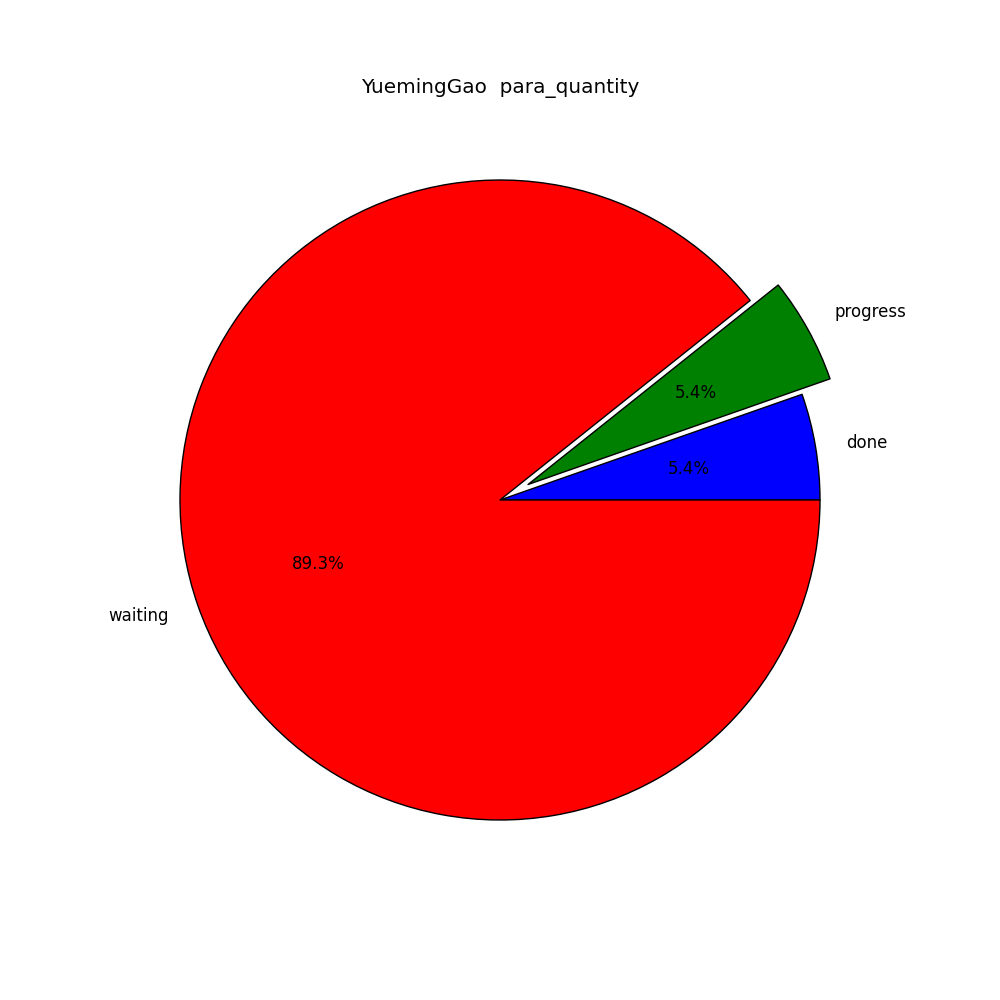 YuemingGao  para_quantity
progress
5.4%
done
5.4%
89.3%
waiting